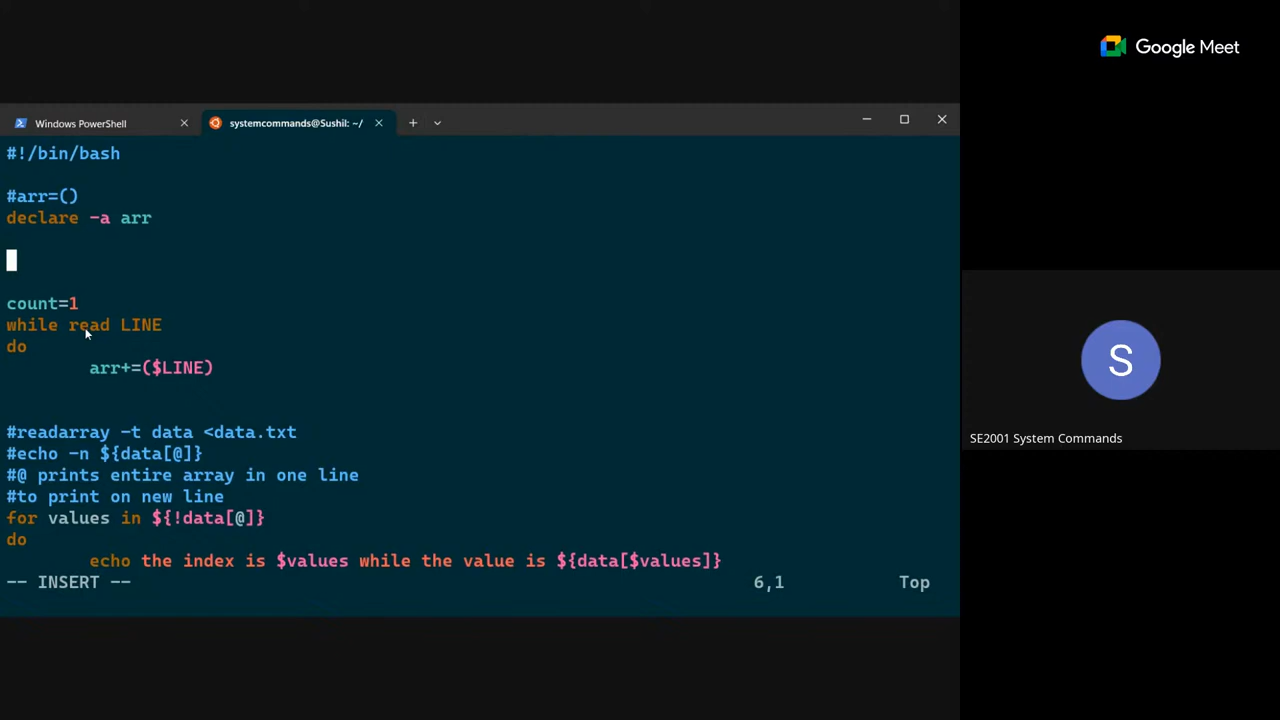 Google Meet
Windows PowerShell
systemcommands@Sushil: ~/
#!/bin/bash
#arr=()
declare -a arr
count=1
while read LINE
do
arr+=($LINE)
#readarray -t data <data.txt
#echo -n ${data[@]}
#@ prints entire array in one line
#to print on new line
for values in ${!data[@]}
do
echo the index is $values while the value is ${data[$values]}
-- INSERT --
6,1
Top
S
SE2001 System Commands